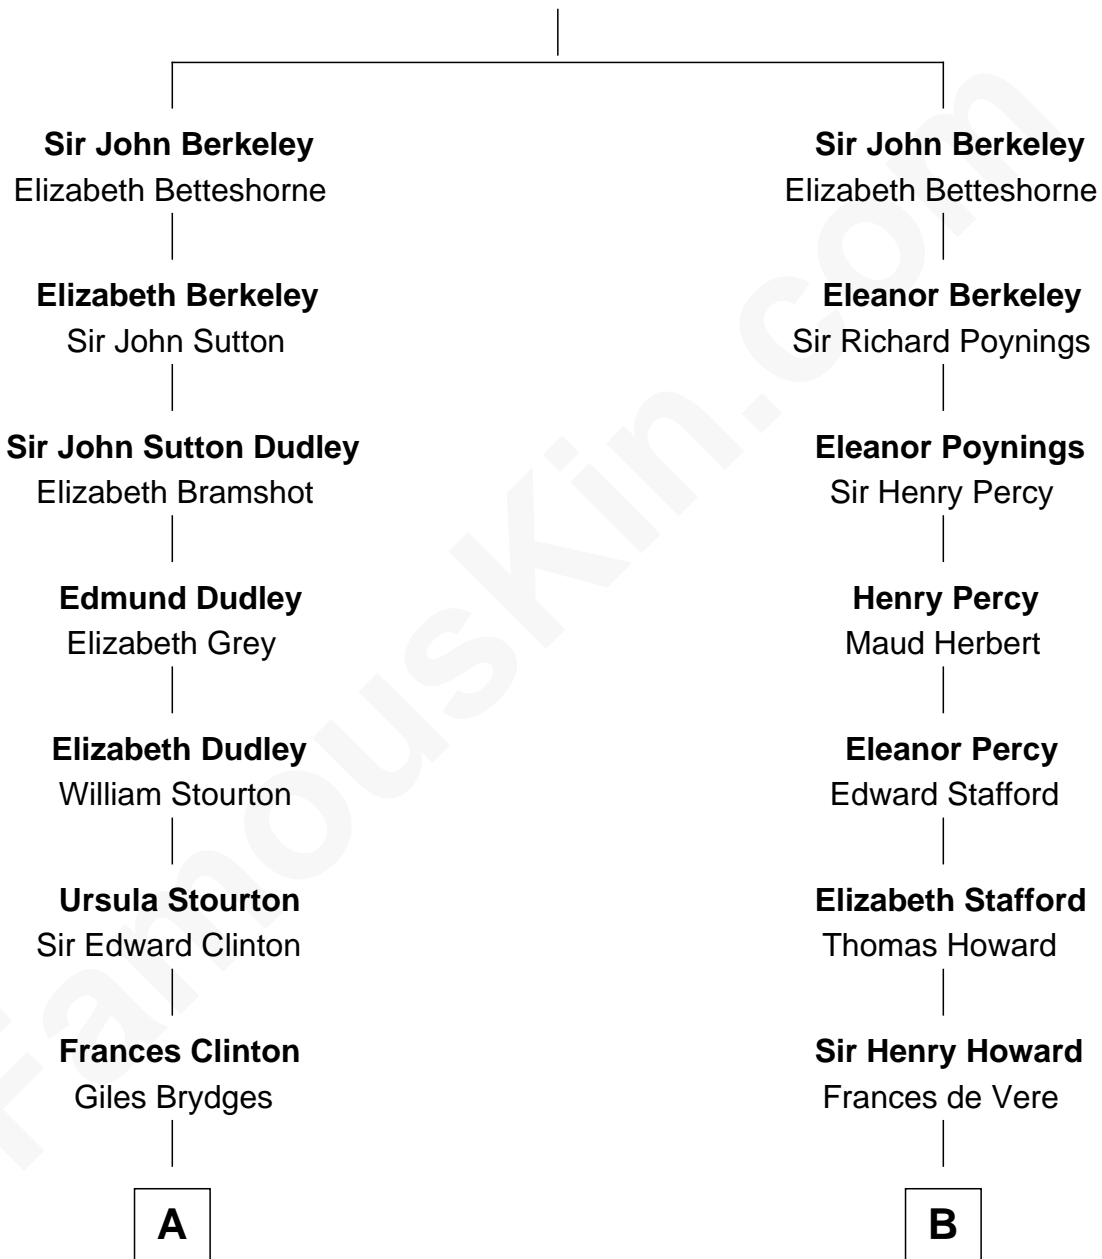 Sir John Berkeley
Elizabeth Betteshorne
Elizabeth Berkeley
Sir John Sutton
Sir John Sutton Dudley
Elizabeth Bramshot
Edmund Dudley
Elizabeth Grey
Elizabeth Dudley
William Stourton
Ursula Stourton
Sir Edward Clinton
Frances Clinton
Giles Brydges
A
Sir John Berkeley
Elizabeth Betteshorne
Eleanor Berkeley
Sir Richard Poynings
Eleanor Poynings
Sir Henry Percy
Henry Percy
Maud Herbert
Eleanor Percy
Edward Stafford
Elizabeth Stafford
Thomas Howard
Sir Henry Howard
Frances de Vere
B
FamousKin.com